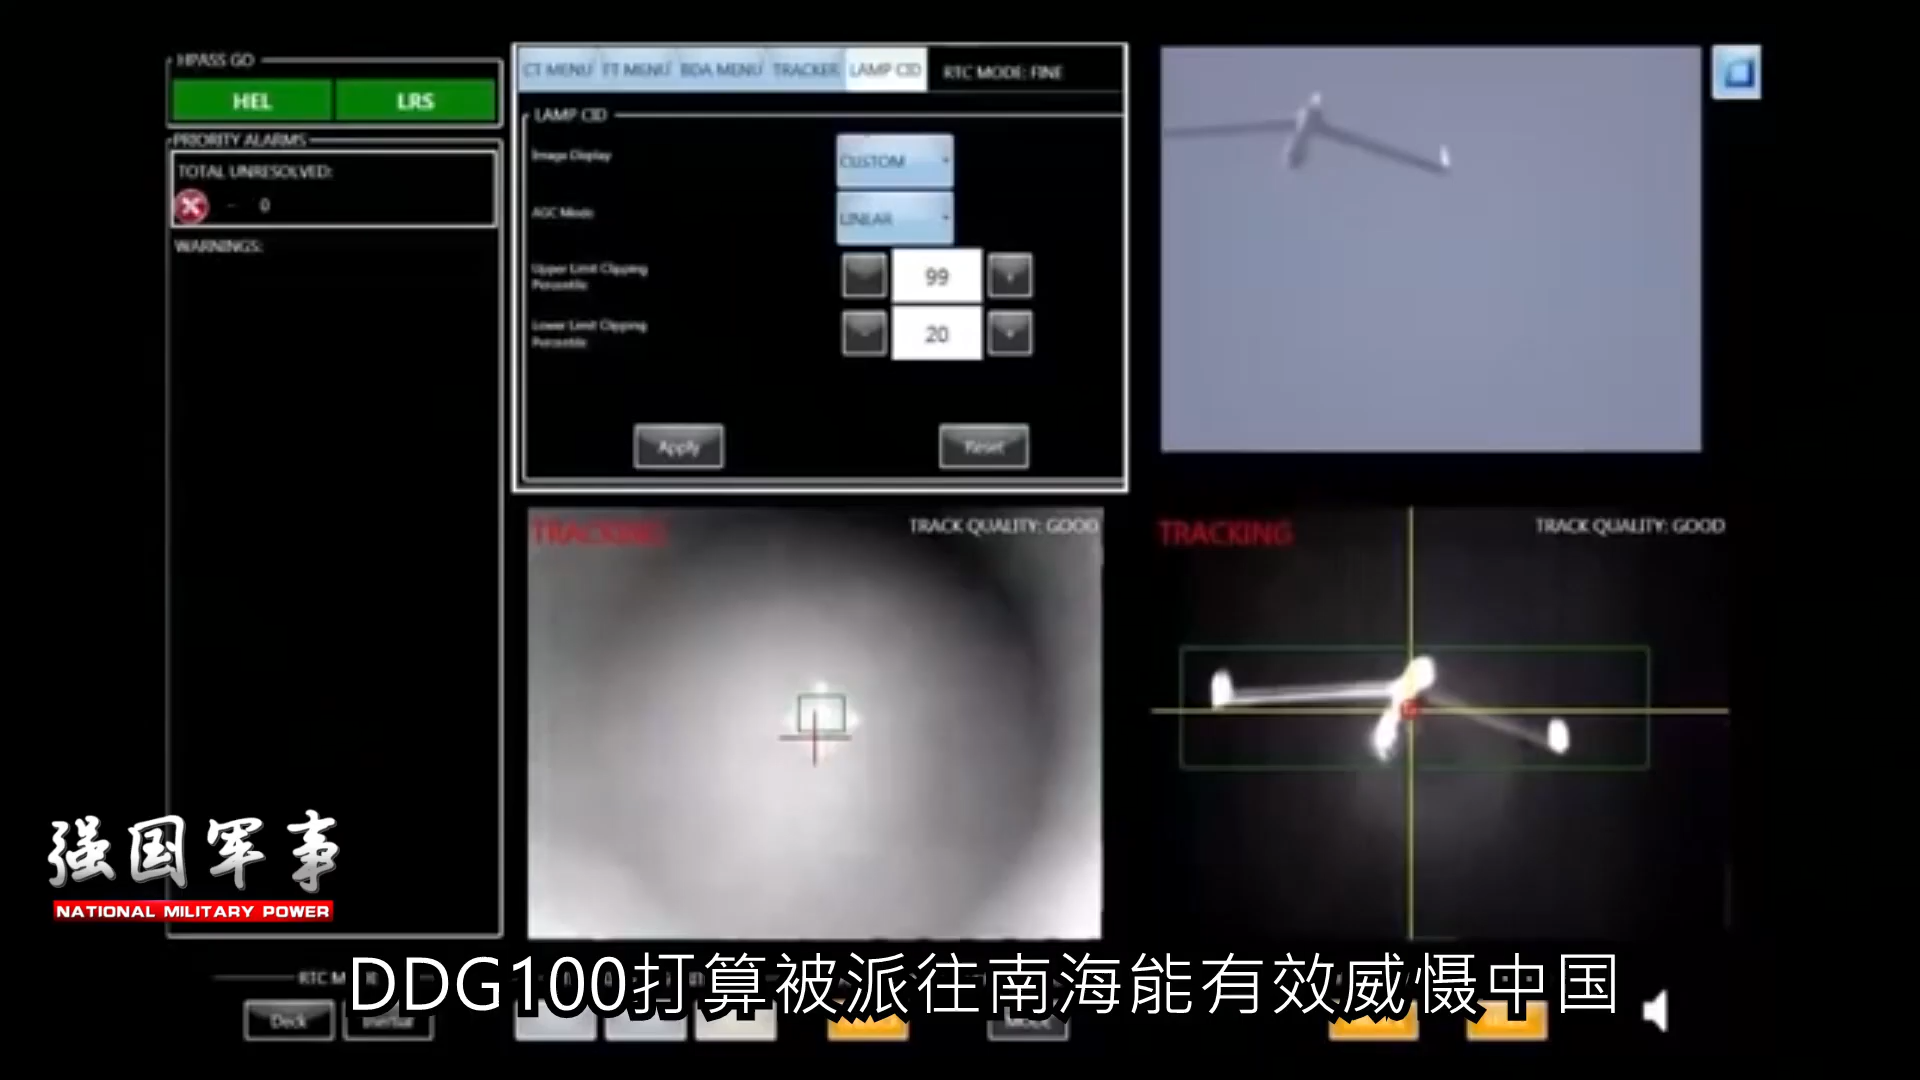 HPASS GO
HEL
LRS
PRIORITY ALARMS
TOTAL UNRESOLVED:
- 0
WARNINGS:
CT MENU
FT MENU
BDA MENU
TRACKER
LAMP CID
RTC MODE: FINE
LAMP CID
Image Display
CUSTOM
AGC Mode
LINEAR
Upper Limit Clipping
Percentile
- 99 +
Lower Limit Clipping
Percentile
- 20 +
Apply
Reset
TRACKING
TRACK QUALITY: GOOD
TRACKING
TRACK QUALITY: GOOD
强国军事
NATIONAL MILITARY POWER
DDG100打算被派往南海能有效威慑中国
Deck
Inertial
MODE